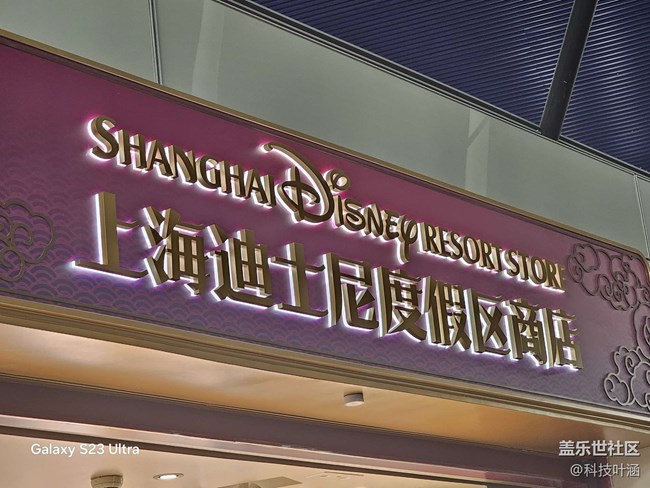 SHANGHAI DISNEY RESORT STORE
上海迪士尼度假区商店
Galaxy S23 Ultra
盖乐世社区
@科技叶涵